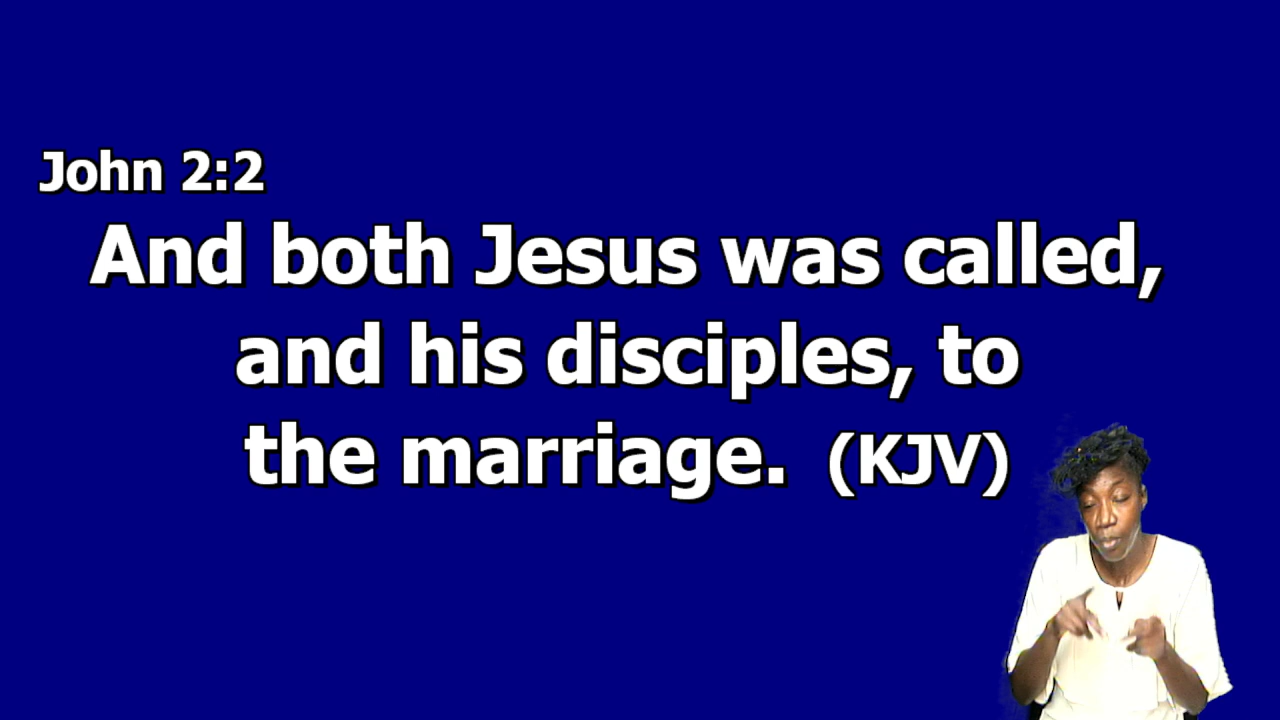 John 2:2
And both Jesus was called,
and his disciples, to
the marriage. (KJV)